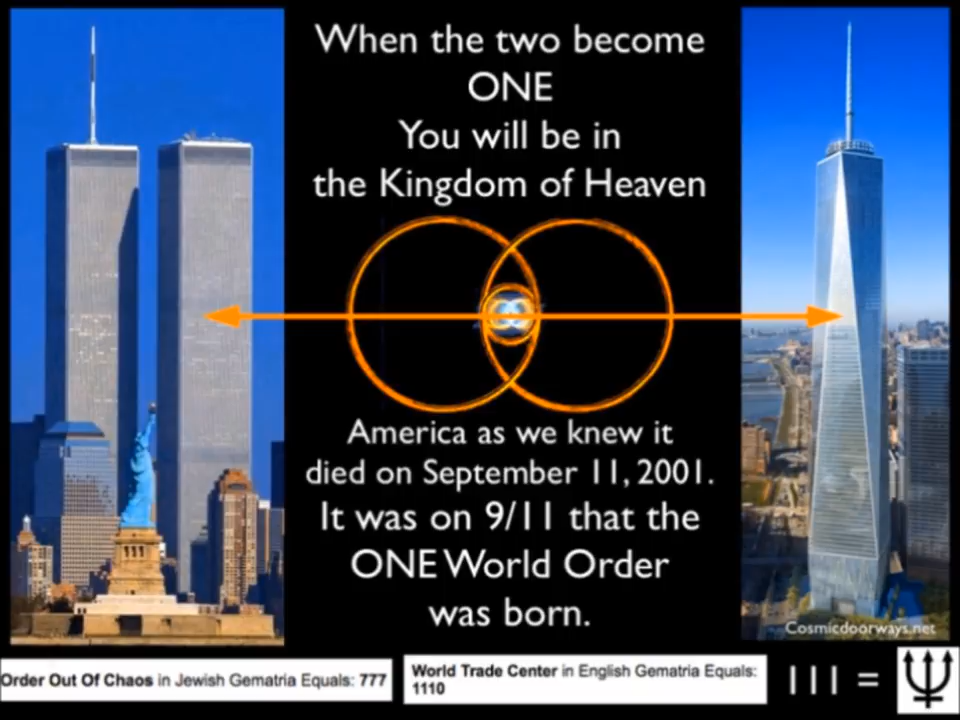 When the two become
ONE
You will be in
the Kingdom of Heaven
America as we knew it
died on September 11, 2001.
It was on 9/11 that the
ONE World Order
was born.
Cosmicdoorways.net
Order Out Of Chaos in Jewish Gematria Equals: 777
World Trade Center in English Gematria Equals:
1110
||| =